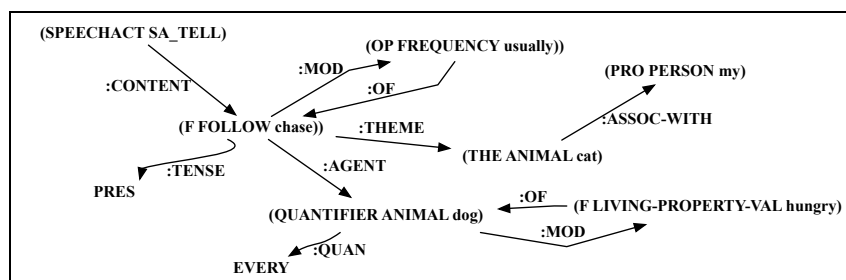 (SPEECHACT SA_TELL)
(OP FREQUENCY usually))
:MOD
(PRO PERSON my)
:CONTENT
:OF
:ASSOC-WITH
(F FOLLOW chase))
:THEME
(THE ANIMAL cat)
:TENSE
:AGENT
PRES
:OF
(F LIVING-PROPERTY-VAL hungry)
(QUANTIFIER ANIMAL dog)
:MOD
:QUAN
EVERY